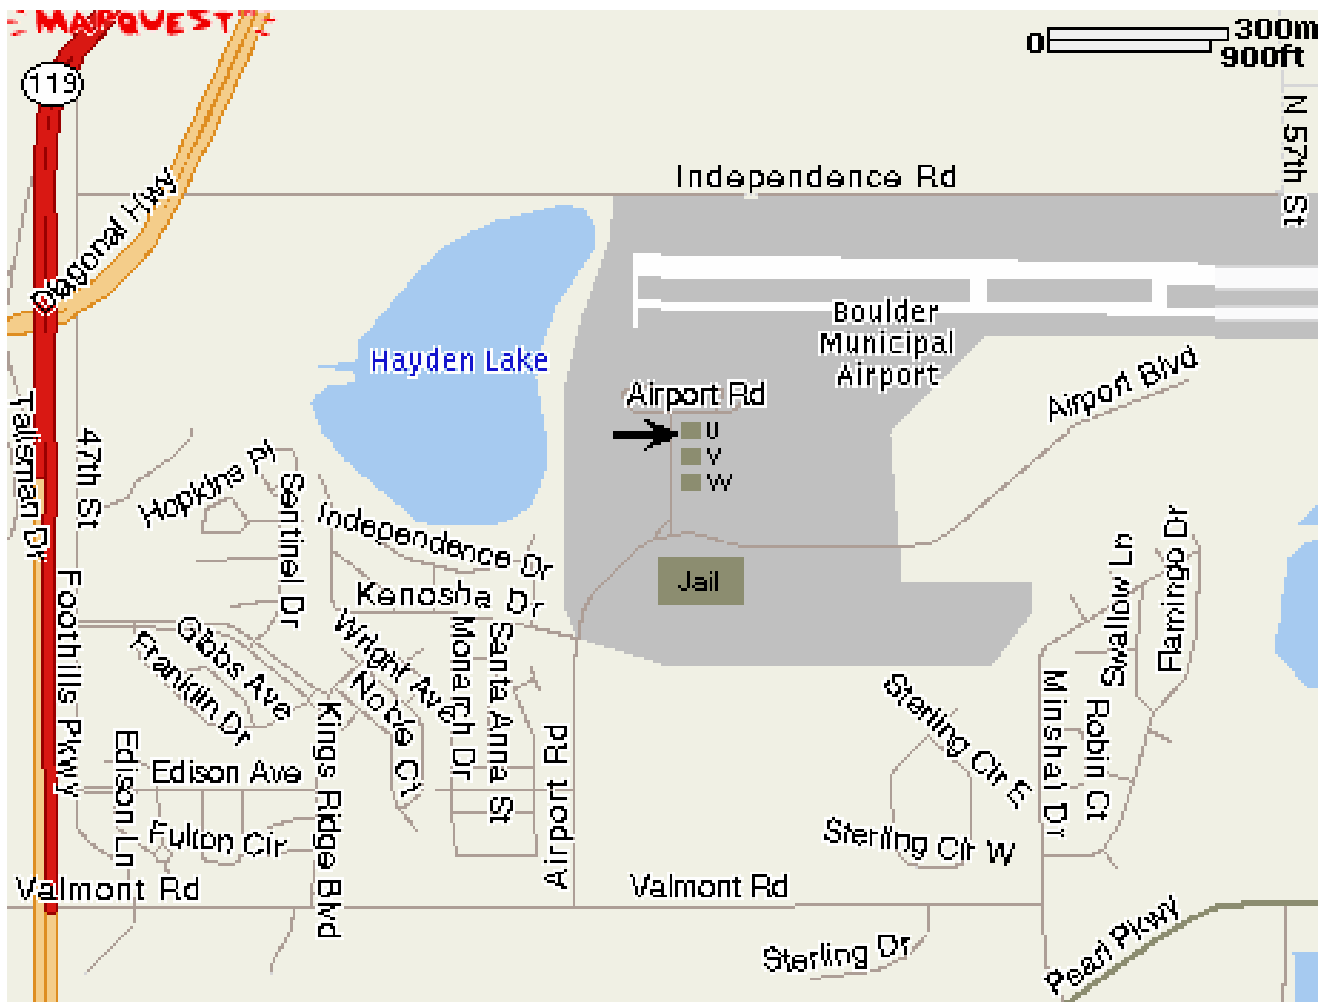 MARQUEST
300m
0
900ft
119
N 57th St
Independence Rd
Diagonal Hwy
Boulder
Municipal
Airport
Hayden Lake
Airport Blvd
Airport Rd
U
V
W
Talisman Dr
47th St
Hopkins Pl
Sentinel Dr
Independence Dr
Jail
Kenosha Dr
Swallow Ln
Flamingo Dr
Foothills Pkwy
Gibbs Ave
Franklin Dr
Wright Ave
Noble Ct
Monarch Dr
Santa Anna St
Sterling Cir E
Minshal Dr
Robin Ct
Kings Ridge Blvd
Edison Ln
Edison Ave
Airport Rd
Fulton Cir
Sterling Cir W
Valmont Rd
Valmont Rd
Sterling Dr
Pearl Pkwy